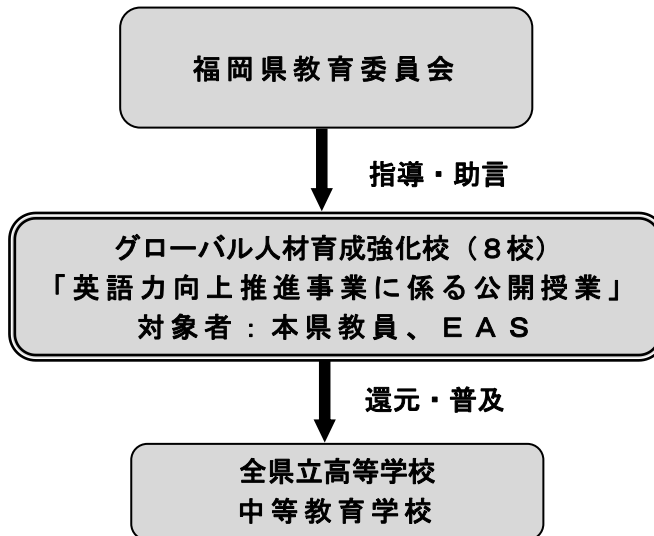 福岡県教育委員会
指導・助言
グローバル人材育成強化校（８校）
「英語力向上推進事業に係る公開授業」
対象者：本県教員、ＥＡＳ
還元・普及
全県立高等学校
中等教育学校